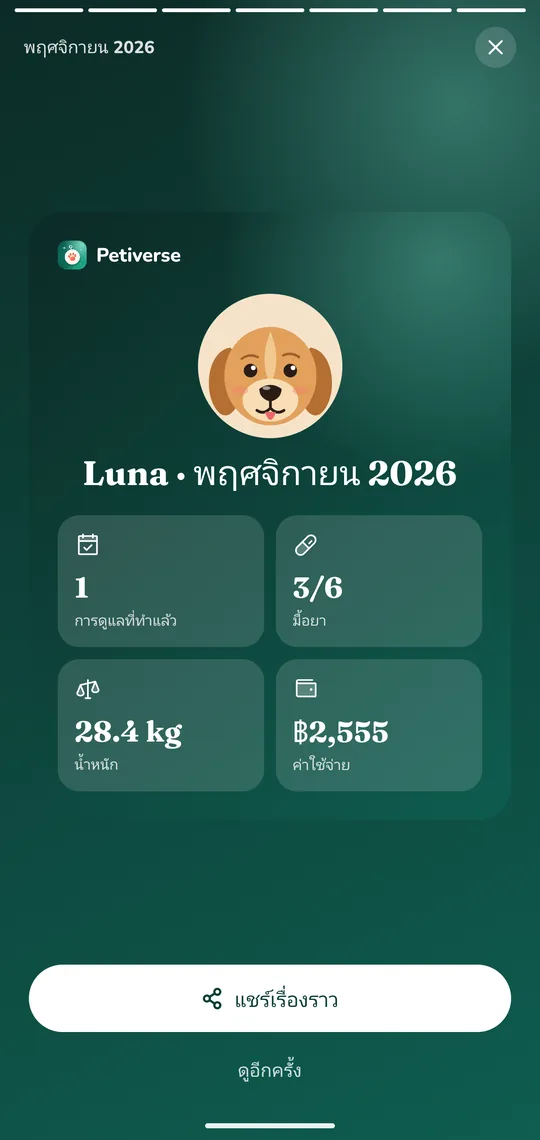 พฤศจิกายน 2026
Petiverse
Luna • พฤศจิกายน 2026
1
การดูแลที่ทำแล้ว
3/6
มื้อยา
28.4 kg
น้ำหนัก
฿2,555
ค่าใช้จ่าย
แชร์เรื่องราว
ดูอีกครั้ง